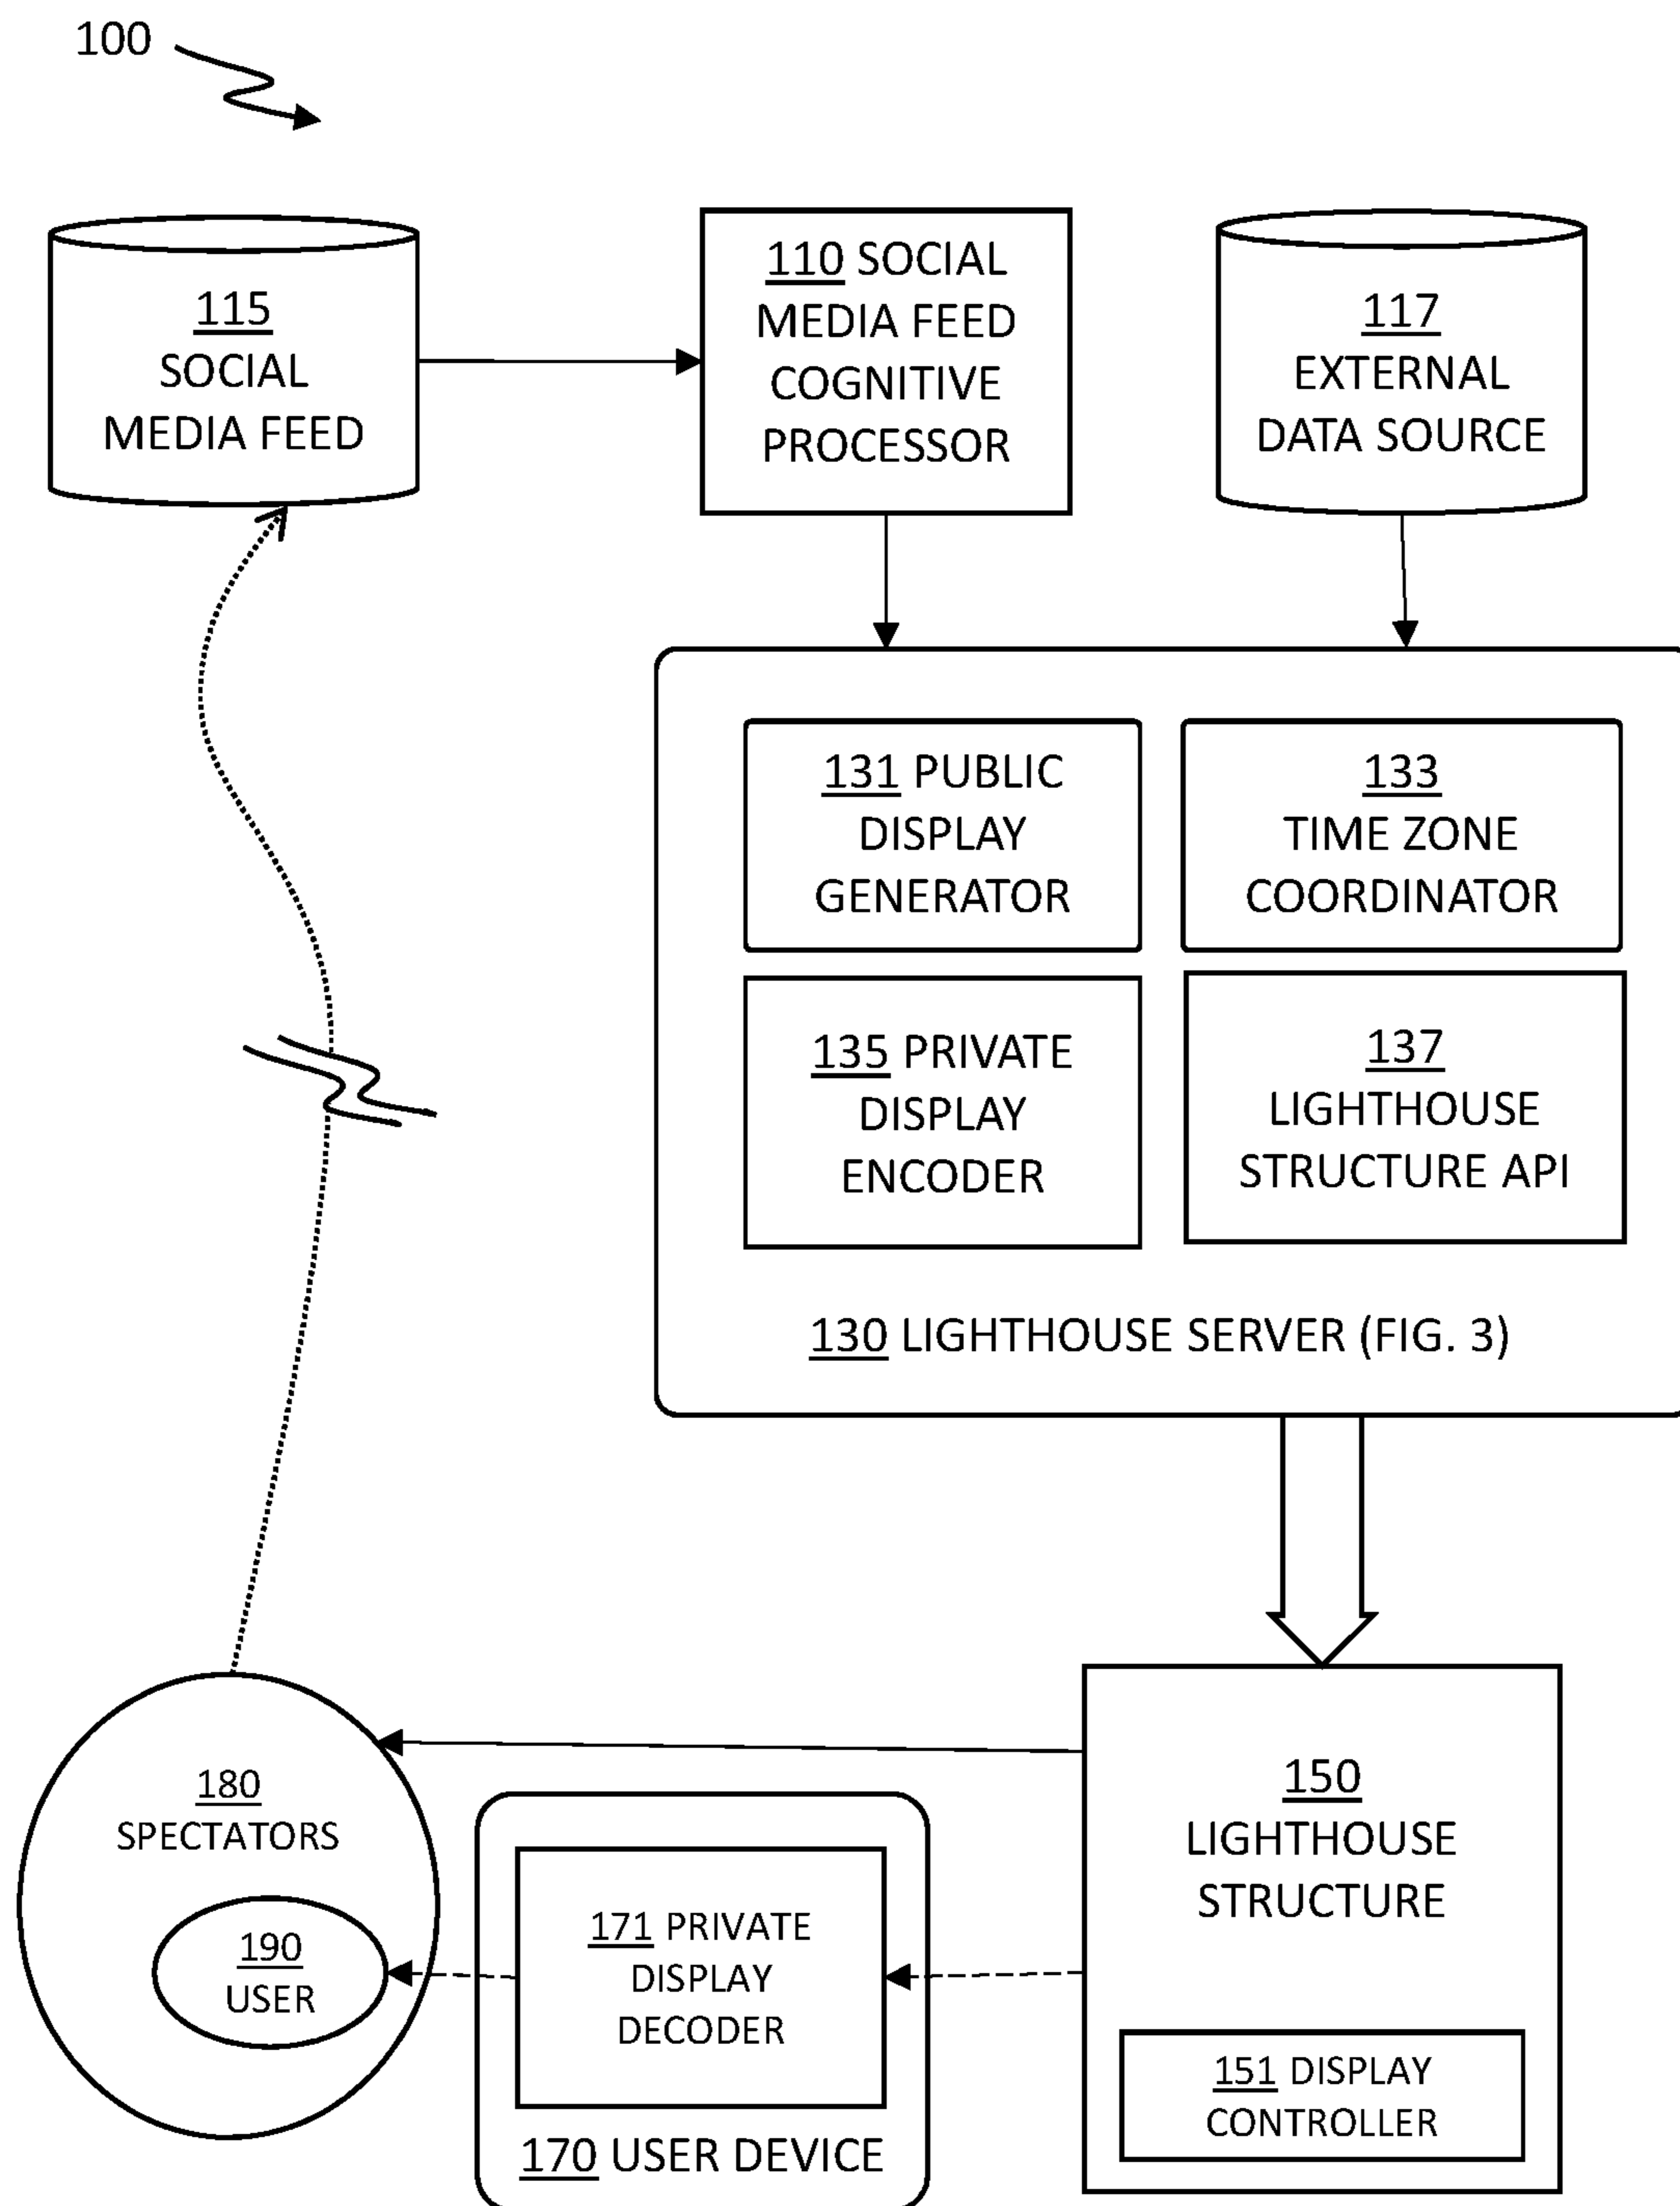 100
115
SOCIAL
MEDIA FEED
110 SOCIAL
MEDIA FEED
COGNITIVE
PROCESSOR
117
EXTERNAL
DATA SOURCE
131 PUBLIC
DISPLAY
GENERATOR
133
TIME ZONE
COORDINATOR
135 PRIVATE
DISPLAY
ENCODER
137
LIGHTHOUSE
STRUCTURE API
130 LIGHTHOUSE SERVER (FIG. 3)
180
SPECTATORS
190
USER
171 PRIVATE
DISPLAY
DECODER
170 USER DEVICE
150
LIGHTHOUSE
STRUCTURE
151 DISPLAY
CONTROLLER